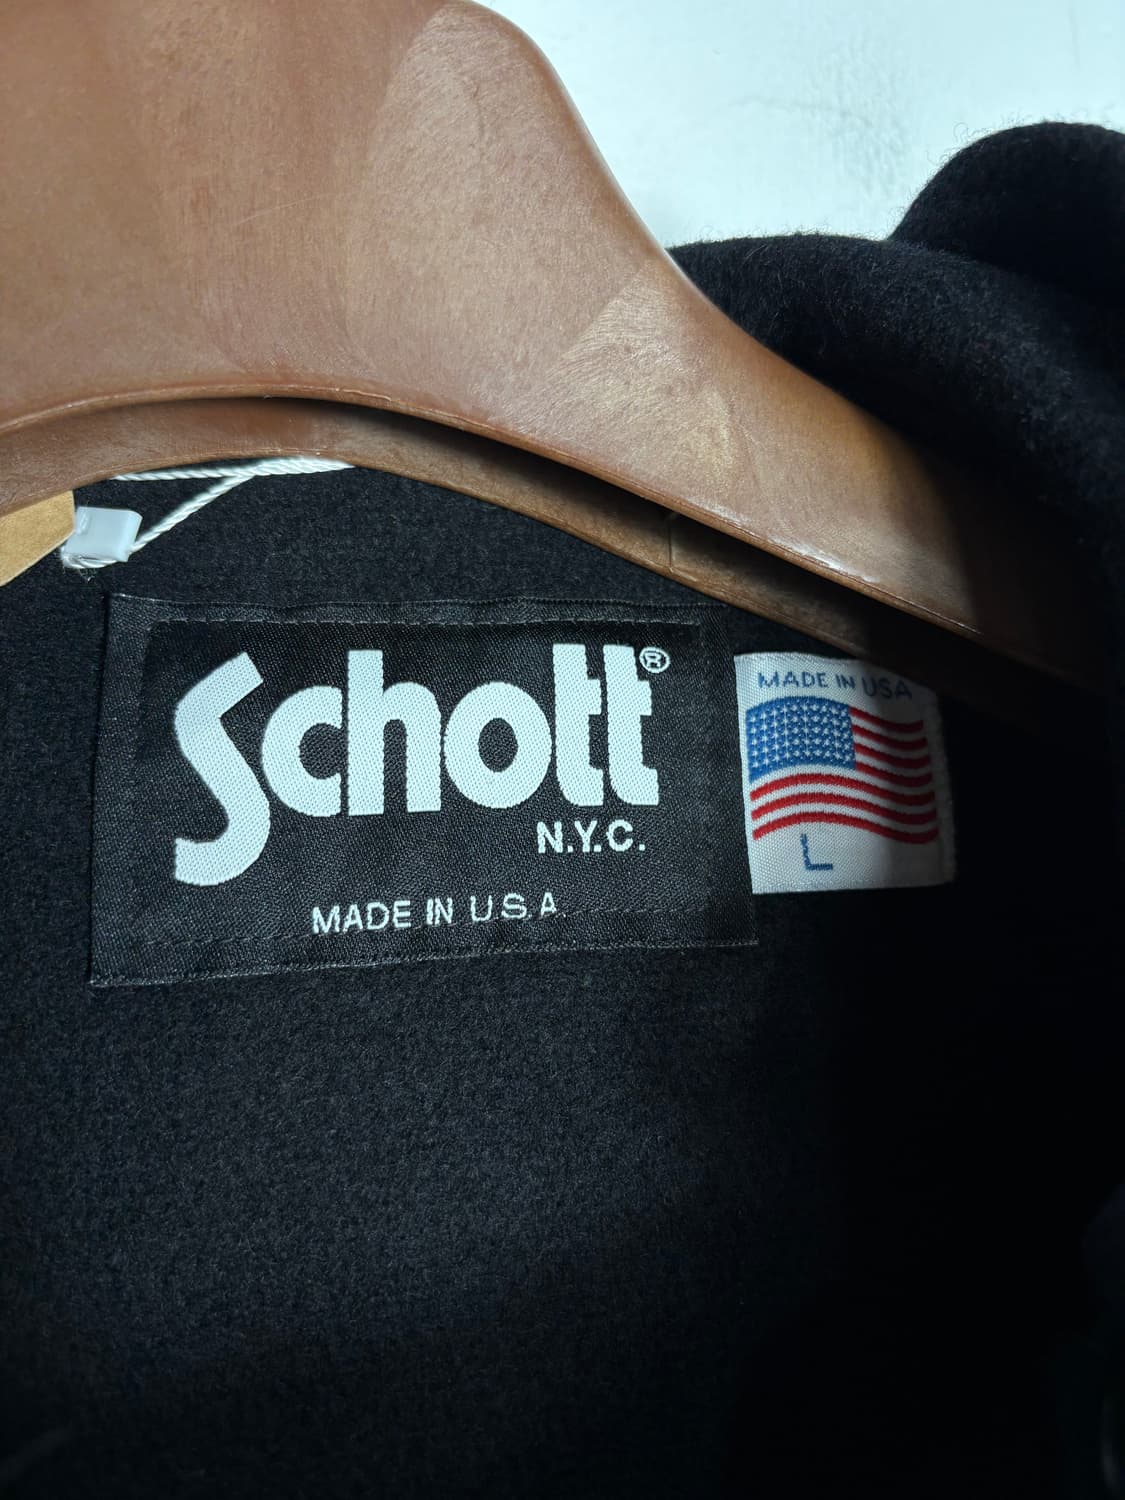 Schott®
N.Y.C.
MADE IN U.S.A.
MADE IN USA
L